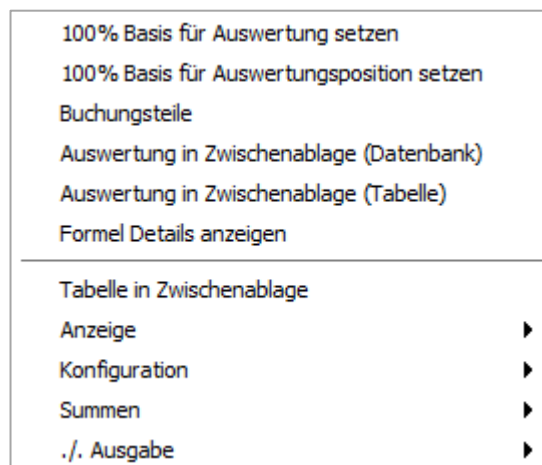 100% Basis für Auswertung setzen
100% Basis für Auswertungsposition setzen
Buchungsteile
Auswertung in Zwischenablage (Datenbank)
Auswertung in Zwischenablage (Tabelle)
Formel Details anzeigen
Tabelle in Zwischenablage
Anzeige
Konfiguration
Summen
./. Ausgabe